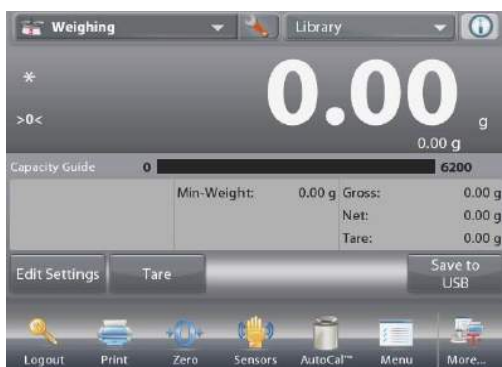 Weighing Library
*
>0<
0.00 g
0.00 g
Capacity Guide 0 6200
Min-Weight: 0.00 g Gross: 0.00 g
Net: 0.00 g
Tare: 0.00 g
Edit Settings Tare Save to USB
Logout Print Zero Sensors AutoCal™ Menu More...